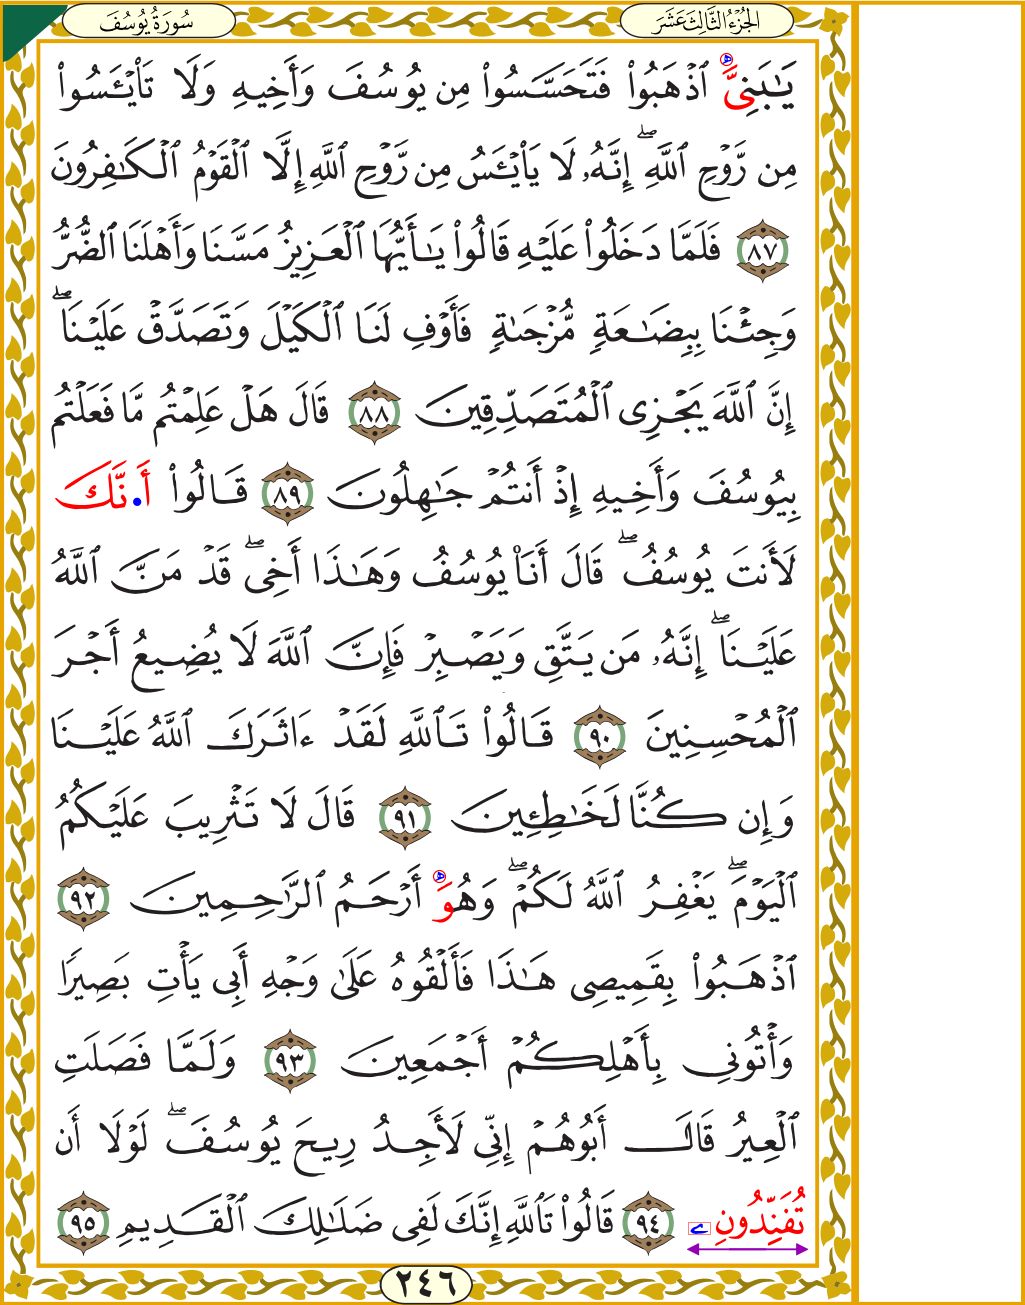 سُورَةُ يُوسُفَ
الجُزْءُ الثَّالِثَ عَشَرَ
يَٰبَنِىَّ ٱذْهَبُوا۟ فَتَحَسَّسُوا۟ مِن يُوسُفَ وَأَخِيهِ وَلَا تَا۟يْـَٔسُوا۟
مِن رَّوْحِ ٱللَّهِۖ إِنَّهُۥ لَا يَا۟يْـَٔسُ مِن رَّوْحِ ٱللَّهِ إِلَّا ٱلْقَوْمُ ٱلْكَٰفِرُونَ
٨٧ فَلَمَّا دَخَلُوا۟ عَلَيْهِ قَالُوا۟ يَٰٓأَيُّهَا ٱلْعَزِيزُ مَسَّنَا وَأَهْلَنَا ٱلضُّرُّ
وَجِئْنَا بِبِضَٰعَةٍ مُّزْجَىٰةٍ فَأَوْفِ لَنَا ٱلْكَيْلَ وَتَصَدَّقْ عَلَيْنَآۖ
إِنَّ ٱللَّهَ يَجْزِى ٱلْمُتَصَدِّقِينَ ٨٨ قَالَ هَلْ عَلِمْتُم مَّا فَعَلْتُم
بِيُوسُفَ وَأَخِيهِ إِذْ أَنتُمْ جَٰهِلُونَ ٨٩ قَالُوٓا۟ أَ.نَّكَ
لَأَنتَ يُوسُفُۖ قَالَ أَنَا۠ يُوسُفُ وَهَٰذَآ أَخِىۖ قَدْ مَنَّ ٱللَّهُ
عَلَيْنَآۖ إِنَّهُۥ مَن يَتَّقِ وَيَصْبِرْ فَإِنَّ ٱللَّهَ لَا يُضِيعُ أَجْرَ
ٱلْمُحْسِنِينَ ٩٠ قَالُوا۟ تَٱللَّهِ لَقَدْ ءَاثَرَكَ ٱللَّهُ عَلَيْنَا
وَإِن كُنَّا لَخَٰطِـِٔينَ ٩١ قَالَ لَا تَثْرِيبَ عَلَيْكُمُ
ٱلْيَوْمَۖ يَغْفِرُ ٱللَّهُ لَكُمْۖ وَهُوَ أَرْحَمُ ٱلرَّٰحِمِينَ ٩٢
ٱذْهَبُوا۟ بِقَمِيصِى هَٰذَا فَأَلْقُوهُ عَلَىٰ وَجْهِ أَبِى يَأْتِ بَصِيرًا
وَأْتُونِى بِأَهْلِكُمْ أَجْمَعِينَ ٩٣ وَلَمَّا فَصَلَتِ
ٱلْعِيرُ قَالَ أَبُوهُمْ إِنِّى لَأَجِدُ رِيحَ يُوسُفَۖ لَوْلَآ أَن
تُفَنِّدُونِۦ ٩٤ قَالُوا۟ تَٱللَّهِ إِنَّكَ لَفِى ضَلَٰلِكَ ٱلْقَدِيمِ ٩٥
٢٤٦